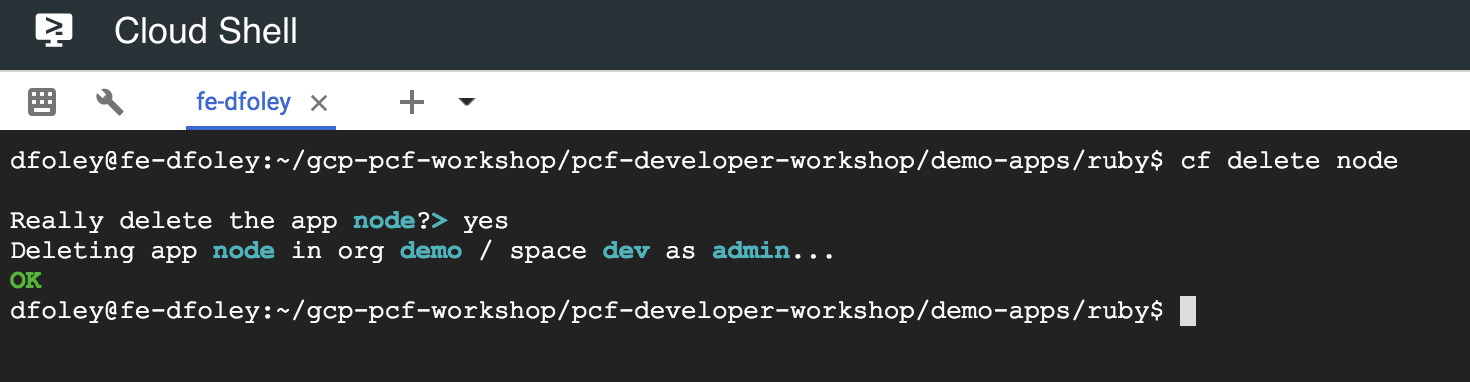 Cloud Shell
fe-dfoley
dfoley@fe-dfoley:~/gcp-pcf-workshop/pcf-developer-workshop/demo-apps/ruby$ cf delete node
Really delete the app node?> yes
Deleting app node in org demo / space dev as admin...
OK
dfoley@fe-dfoley:~/gcp-pcf-workshop/pcf-developer-workshop/demo-apps/ruby$